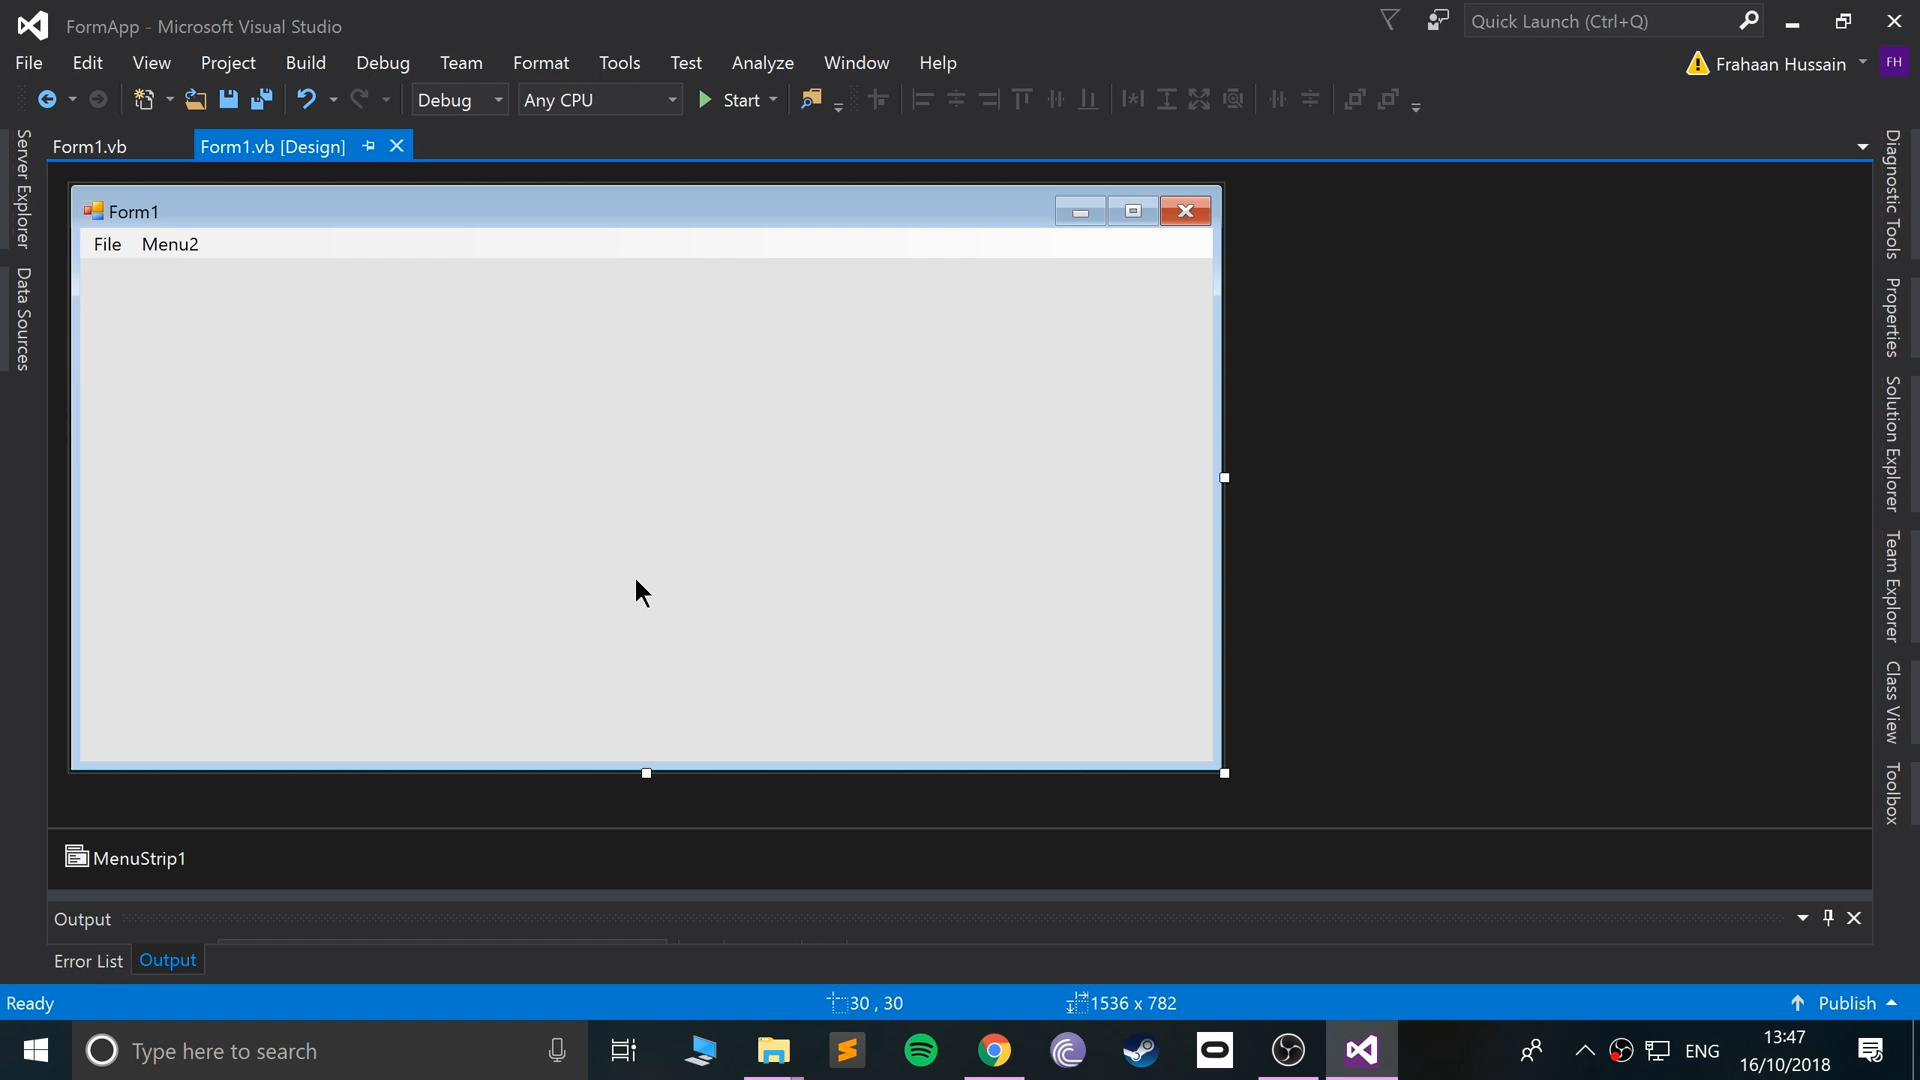 FormApp - Microsoft Visual Studio
Quick Launch (Ctrl+Q)
File Edit View Project Build Debug Team Format Tools Test Analyze Window Help
Frahaan Hussain FH
Debug Any CPU Start
Form1.vb Form1.vb [Design]
Server Explorer
Data Sources
Form1
File Menu2
MenuStrip1
Output
Error List Output
Diagnostic Tools
Properties
Solution Explorer
Team Explorer
Class View
Toolbox
Ready 30 , 30 1536 x 782 Publish
Type here to search
ENG
13:47
16/10/2018